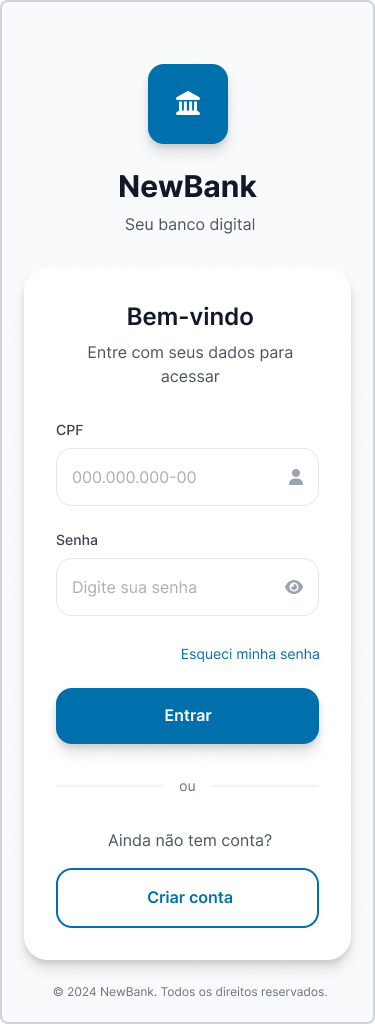 NewBank
Seu banco digital
Bem-vindo
Entre com seus dados para
acessar
CPF
000.000.000-00
Senha
Digite sua senha
Esqueci minha senha
Entrar
ou
Ainda não tem conta?
Criar conta
© 2024 NewBank. Todos os direitos reservados.